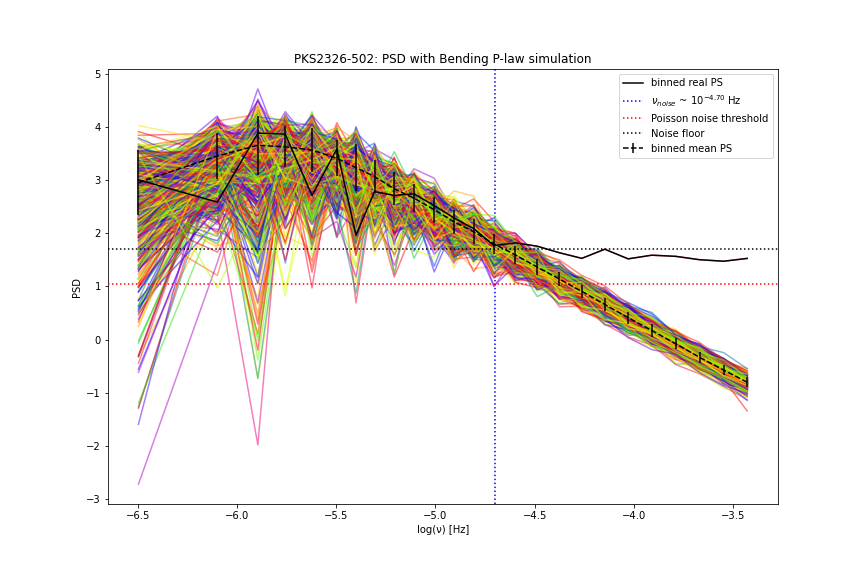 PKS2326-502: PSD with Bending P-law simulation
binned real PS
νnoise ~ 10−4.70 Hz
Poisson noise threshold
Noise floor
binned mean PS
5
4
3
2
1
0
−1
−2
−3
PSD
−6.5 −6.0 −5.5 −5.0 −4.5 −4.0 −3.5
log(ν) [Hz]